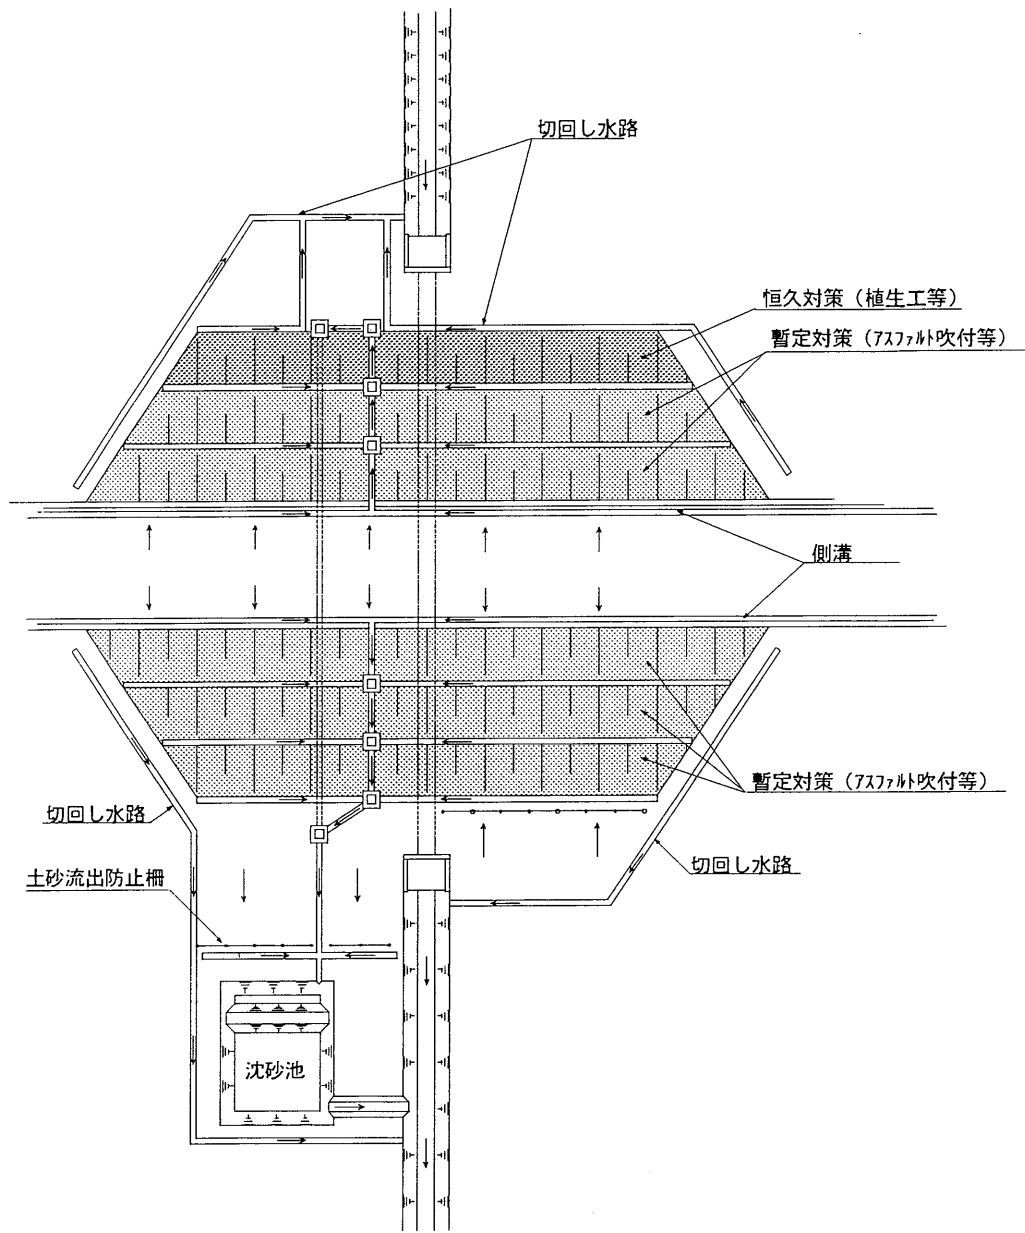 切回し水路
恒久対策（植生工等）
暫定対策（ｱｽﾌｧﾙﾄ吹付等）
側溝
暫定対策（ｱｽﾌｧﾙﾄ吹付等）
切回し水路
切回し水路
土砂流出防止柵
沈砂池